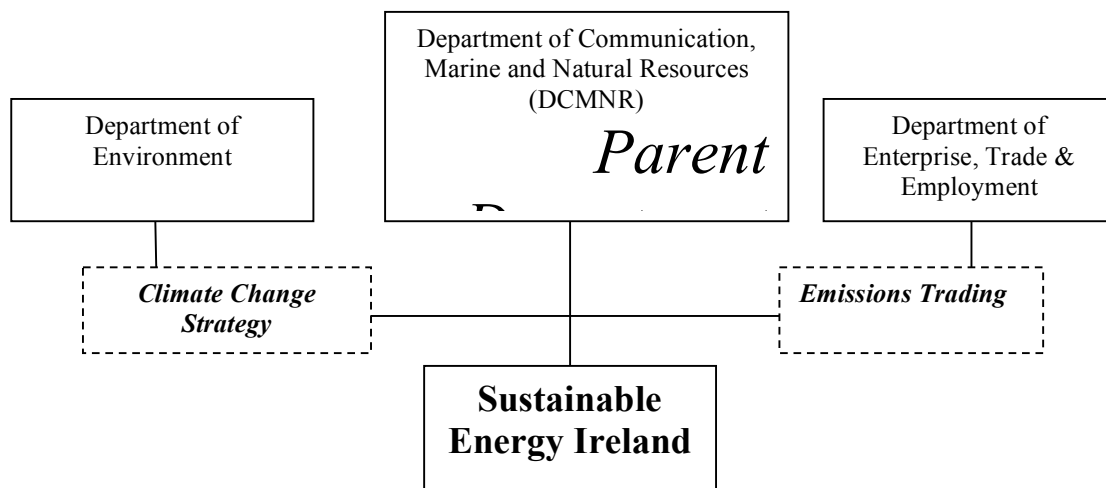 Department of Communication,
Marine and Natural Resources
(DCMNR)
Parent
Department of
Environment
Department of
Enterprise, Trade &
Employment
Climate Change
Strategy
Emissions Trading
Sustainable
Energy Ireland